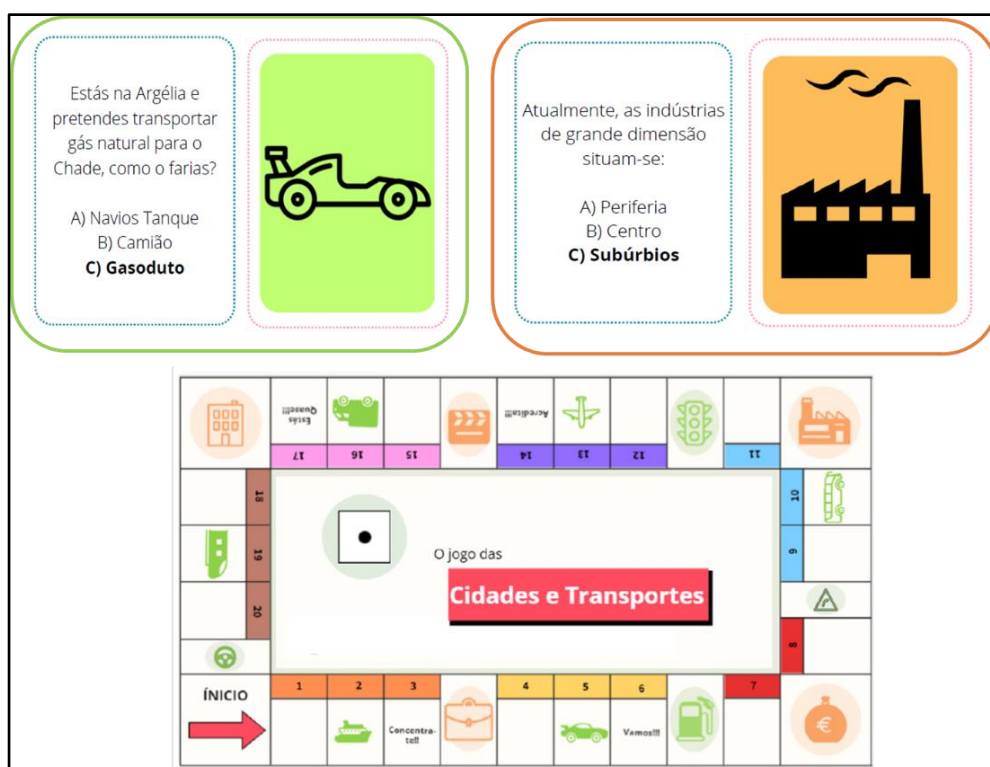 Estás na Argélia e
pretendes transportar
gás natural para o
Chade, como o farias?
A) Navios Tanque
B) Camião
C) Gasoduto
Atualmente, as indústrias
de grande dimensão
situam-se:
A) Periferia
B) Centro
C) Subúrbios
Estás
Quase!!!
Acredita!!!
17
16
15
14
13
12
11
18
10
19
9
20
8
O jogo das
Cidades e Transportes
ÍNICIO
1
2
3
4
5
6
7
Concentra-
te!!
Vamos!!!
€